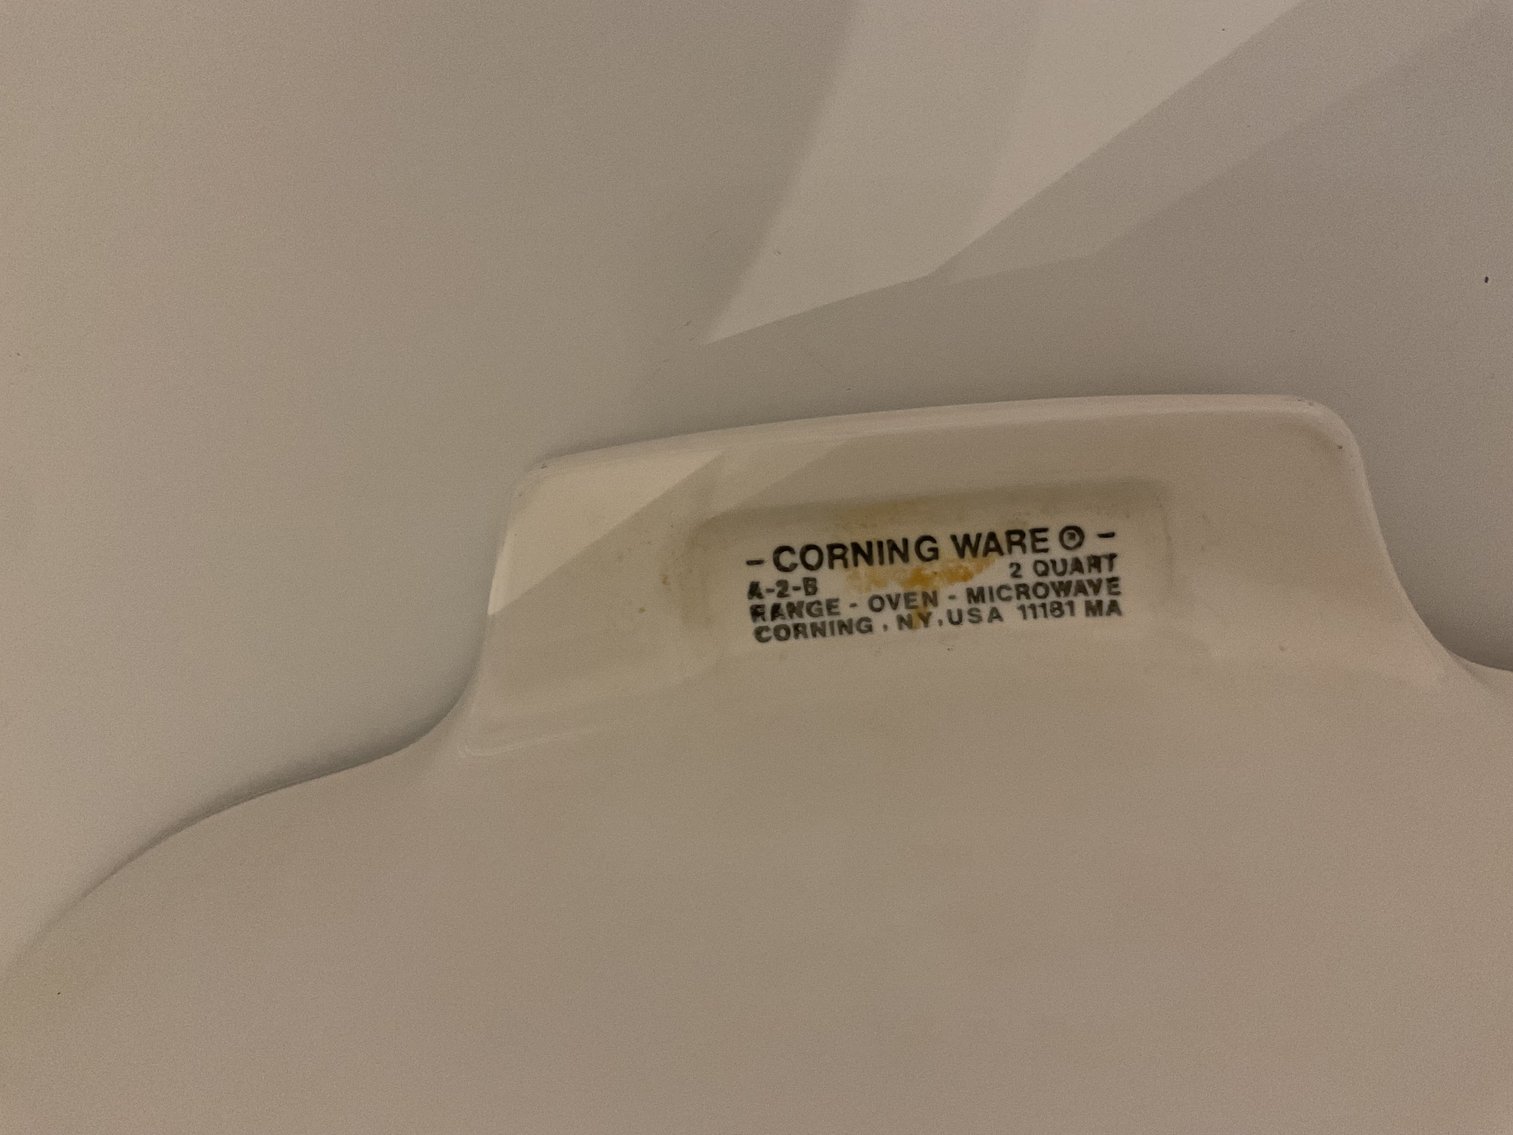 - CORNING WARE ® -
A-2-B 2 QUART
RANGE - OVEN - MICROWAVE
CORNING, NY, USA 11181 MA